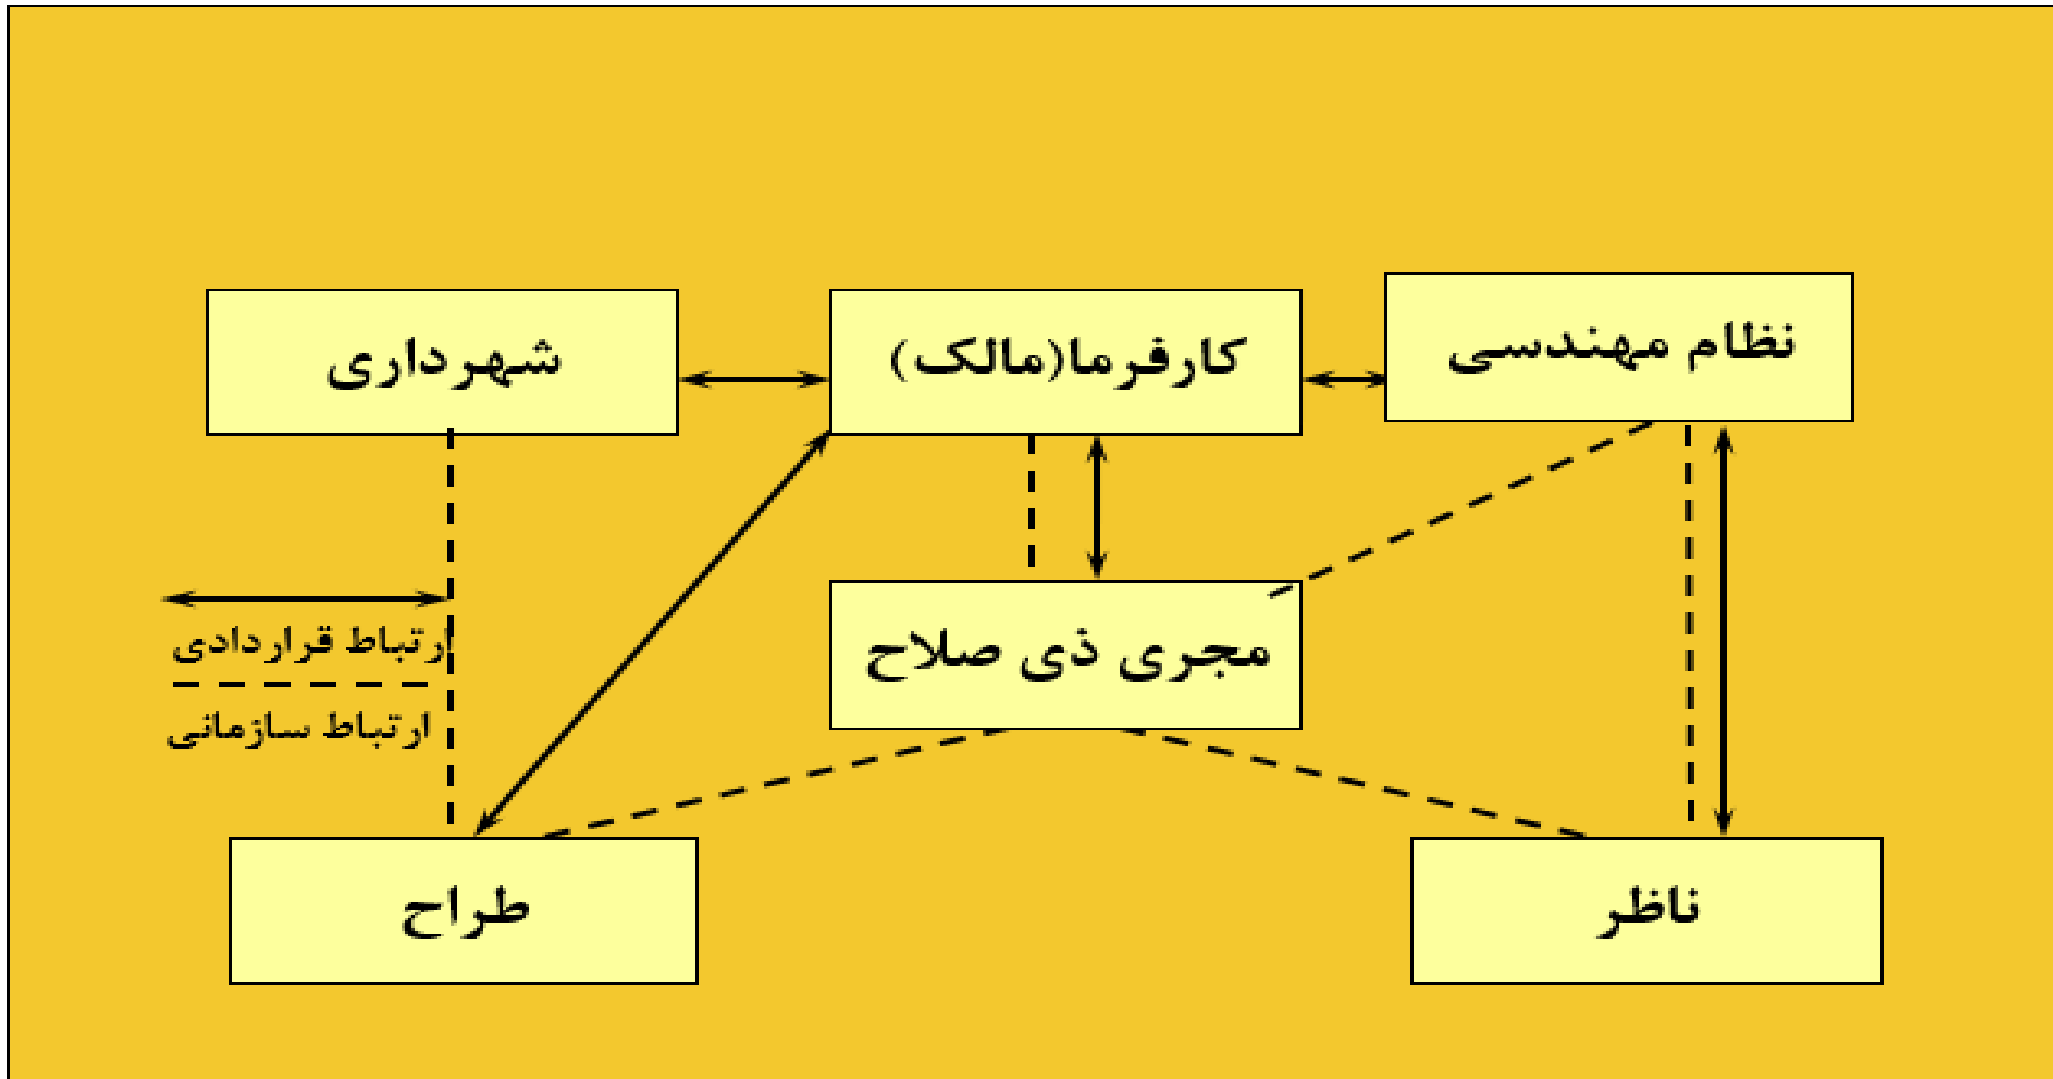 نظام مهندسی
کارفرما(مالک)
شهرداری
ارتباط قراردادی
مجری ذی صلاح
ارتباط سازمانی
ناظر
طراح